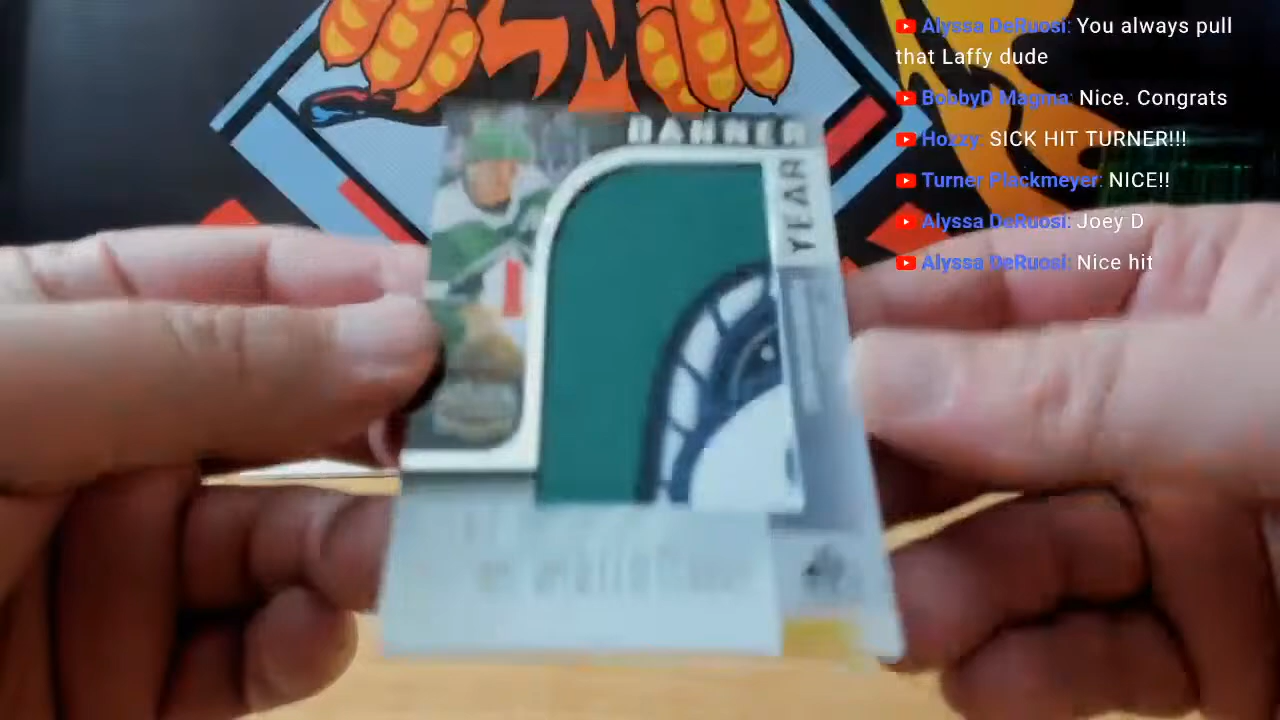 Alyssa DeRuosi: You always pull
that Laffy dude
BobbyD Magma: Nice. Congrats
Hozzy: SICK HIT TURNER!!!
Turner Plackmeyer: NICE!!
Alyssa DeRuosi: Joey D
Alyssa DeRuosi: Nice hit
BANNER
YEAR